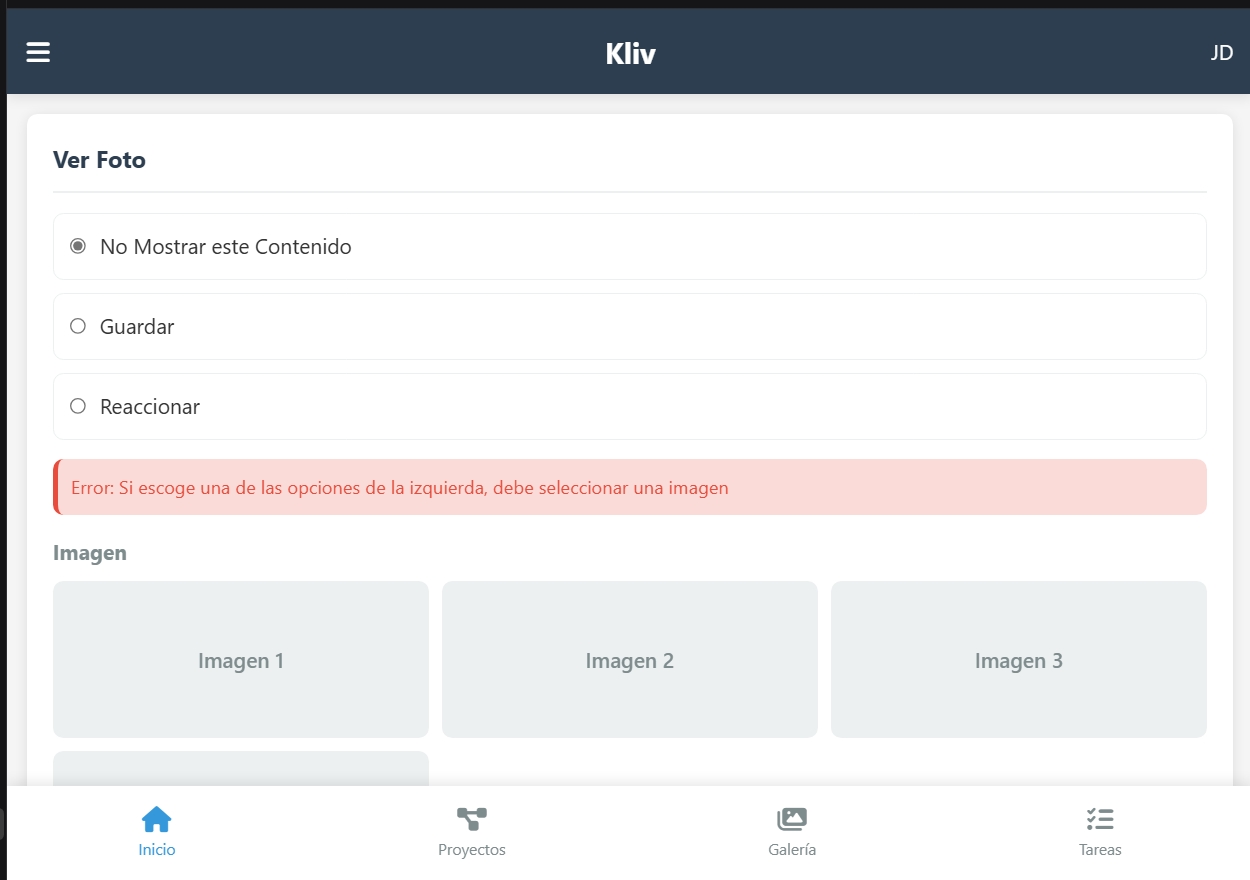 Kliv
JD
Ver Foto
No Mostrar este Contenido
Guardar
Reaccionar
Error: Si escoge una de las opciones de la izquierda, debe seleccionar una imagen
Imagen
Imagen 1
Imagen 2
Imagen 3
Inicio
Proyectos
Galería
Tareas